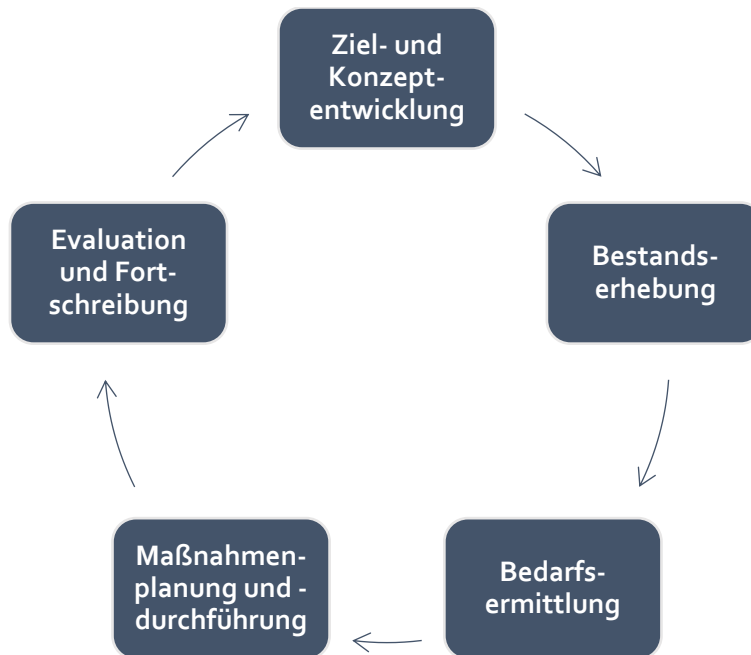 Ziel- und
Konzept-
entwicklung
Bestands-
erhebung
Bedarfs-
ermittlung
Maßnahmen-
planung und -
durchführung
Evaluation
und Fort-
schreibung